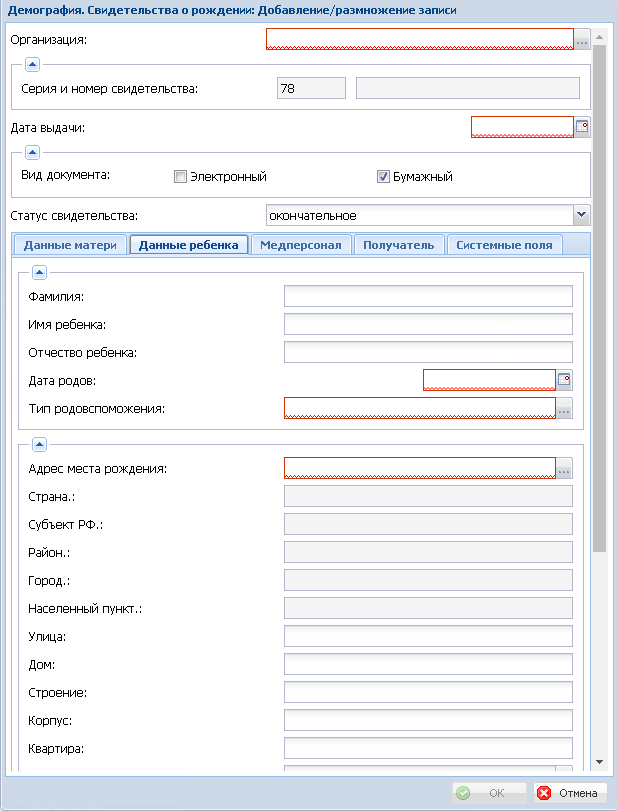 Демография. Свидетельства о рождении: Добавление/размножение записи
Организация:
...
Серия и номер свидетельства:
78
Дата выдачи:
Вид документа:
Электронный
Бумажный
Статус свидетельства:
окончательное
Данные матери
Данные ребенка
Медперсонал
Получатель
Системные поля
Фамилия:
Имя ребенка:
Отчество ребенка:
Дата родов:
Тип родовспоможения:
...
Адрес места рождения:
...
Страна.:
Субъект РФ.:
Район.:
Город.:
Населенный пункт.:
Улица:
Дом:
Строение:
Корпус:
Квартира:
ОК
Отмена